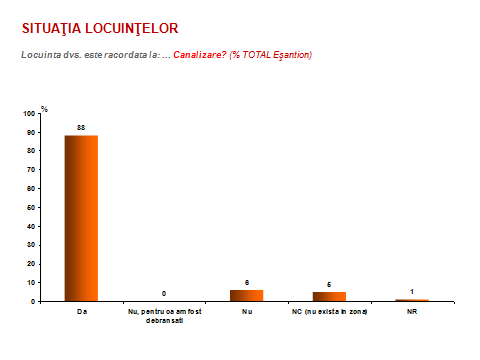 SITUAŢIA LOCUINŢELOR
Locuinta dvs. este racordata la: ... Canalizare? (% TOTAL Eşantion)
%
100
90
80
70
60
50
40
30
20
10
0
88
0
6
5
1
Da
Nu, pentru ca am fost
debransati
Nu
NC (nu exista in zona)
NR